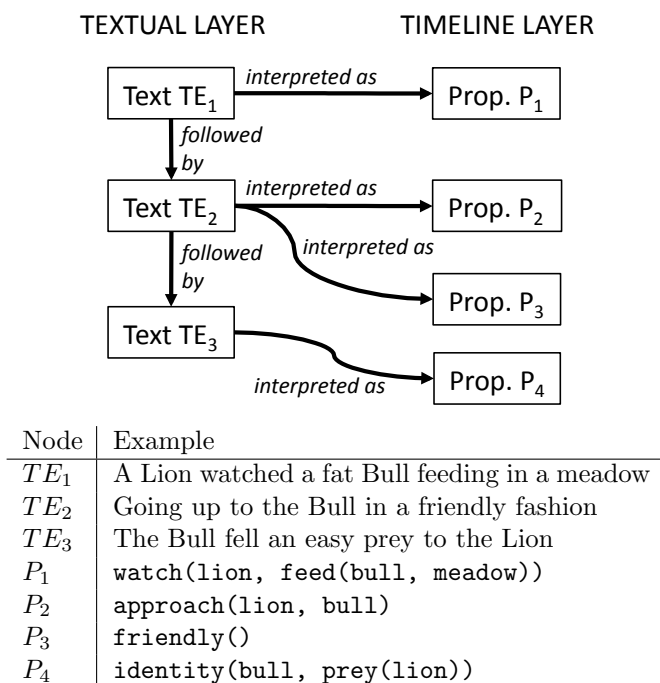 TEXTUAL LAYER TIMELINE LAYER
Text TE₁ interpreted as Prop. P₁
followed
by
Text TE₂ interpreted as Prop. P₂
interpreted as
followed
by
Prop. P₃
Text TE₃
interpreted as Prop. P₄
Node Example
TE₁ A Lion watched a fat Bull feeding in a meadow
TE₂ Going up to the Bull in a friendly fashion
TE₃ The Bull fell an easy prey to the Lion
P₁ watch(lion, feed(bull, meadow))
P₂ approach(lion, bull)
P₃ friendly()
P₄ identity(bull, prey(lion))